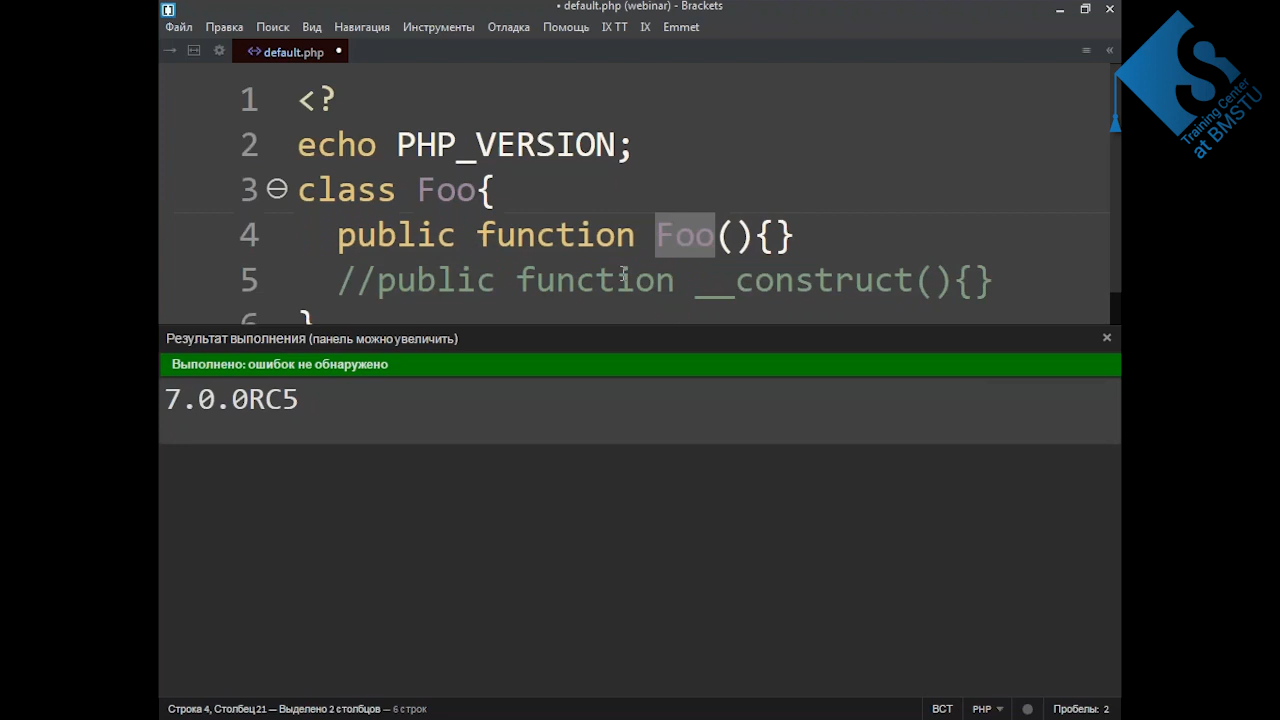 • default.php (webinar) - Brackets
Файл Правка Поиск Вид Навигация Инструменты Отладка Помощь IX TT IX Emmet
default.php •
1 <?
2 echo PHP_VERSION;
3 class Foo{
4 public function Foo(){}
5 //public function __construct(){}
6 }
Результат выполнения (панель можно увеличить)
Выполнено: ошибок не обнаружено
7.0.0RC5
Строка 4, Столбец 21 — Выделено 2 столбцов — 6 строк ВСТ PHP Пробелы: 2
Training Center
at BMSTU